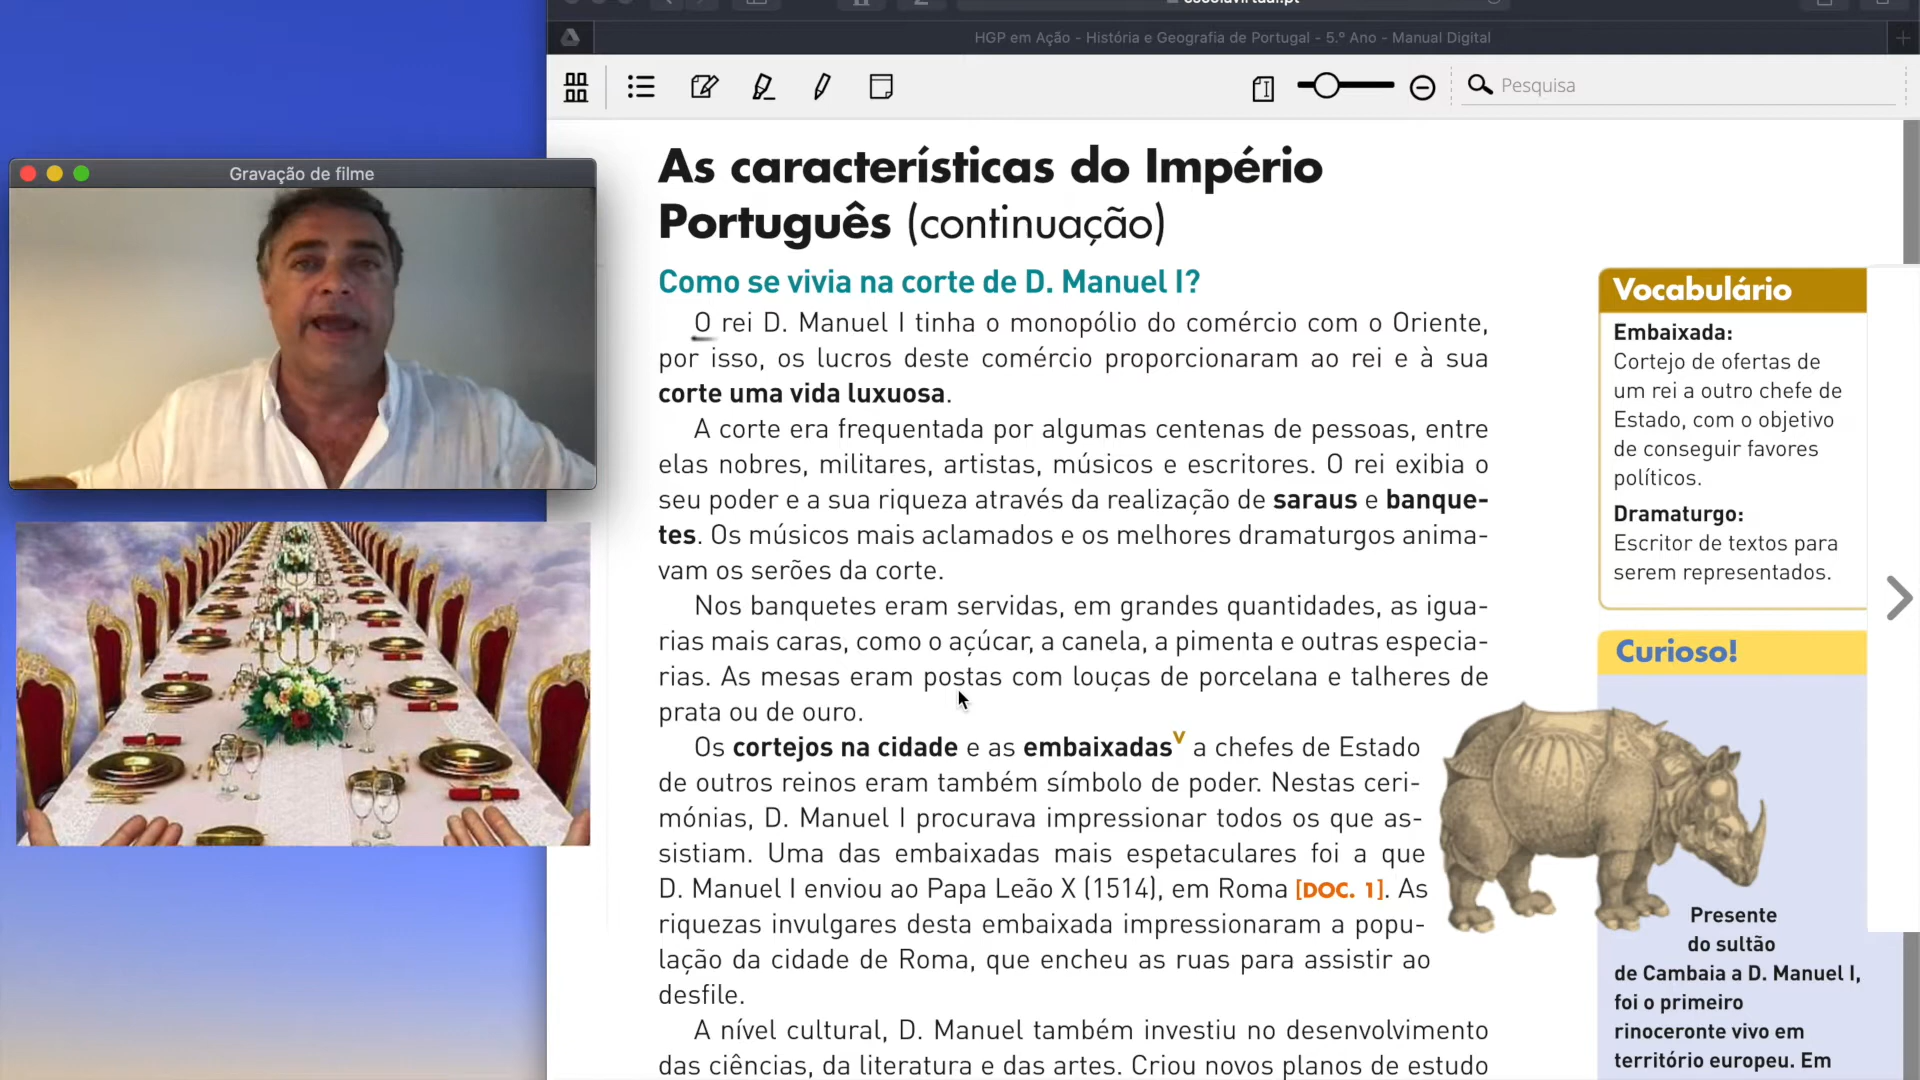 HGP em Ação - História e Geografia de Portugal - 5.º Ano - Manual Digital
Pesquisa
Gravação de filme
As características do Império
Português (continuação)
Como se vivia na corte de D. Manuel I?
O rei D. Manuel I tinha o monopólio do comércio com o Oriente,
por isso, os lucros deste comércio proporcionaram ao rei e à sua
corte uma vida luxuosa.
A corte era frequentada por algumas centenas de pessoas, entre
elas nobres, militares, artistas, músicos e escritores. O rei exibia o
seu poder e a sua riqueza através da realização de saraus e banque-
tes. Os músicos mais aclamados e os melhores dramaturgos anima-
vam os serões da corte.
Nos banquetes eram servidas, em grandes quantidades, as igua-
rias mais caras, como o açúcar, a canela, a pimenta e outras especia-
rias. As mesas eram postas com louças de porcelana e talheres de
prata ou de ouro.
Os cortejos na cidade e as embaixadasV a chefes de Estado
de outros reinos eram também símbolo de poder. Nestas ceri-
mónias, D. Manuel I procurava impressionar todos os que as-
sistiam. Uma das embaixadas mais espetaculares foi a que
D. Manuel I enviou ao Papa Leão X (1514), em Roma [DOC. 1]. As
riquezas invulgares desta embaixada impressionaram a popu-
lação da cidade de Roma, que encheu as ruas para assistir ao
desfile.
A nível cultural, D. Manuel também investiu no desenvolvimento
das ciências, da literatura e das artes. Criou novos planos de estudo
Vocabulário
Embaixada:
Cortejo de ofertas de
um rei a outro chefe de
Estado, com o objetivo
de conseguir favores
políticos.
Dramaturgo:
Escritor de textos para
serem representados.
Curioso!
Presente
do sultão
de Cambaia a D. Manuel I,
foi o primeiro
rinoceronte vivo em
território europeu. Em